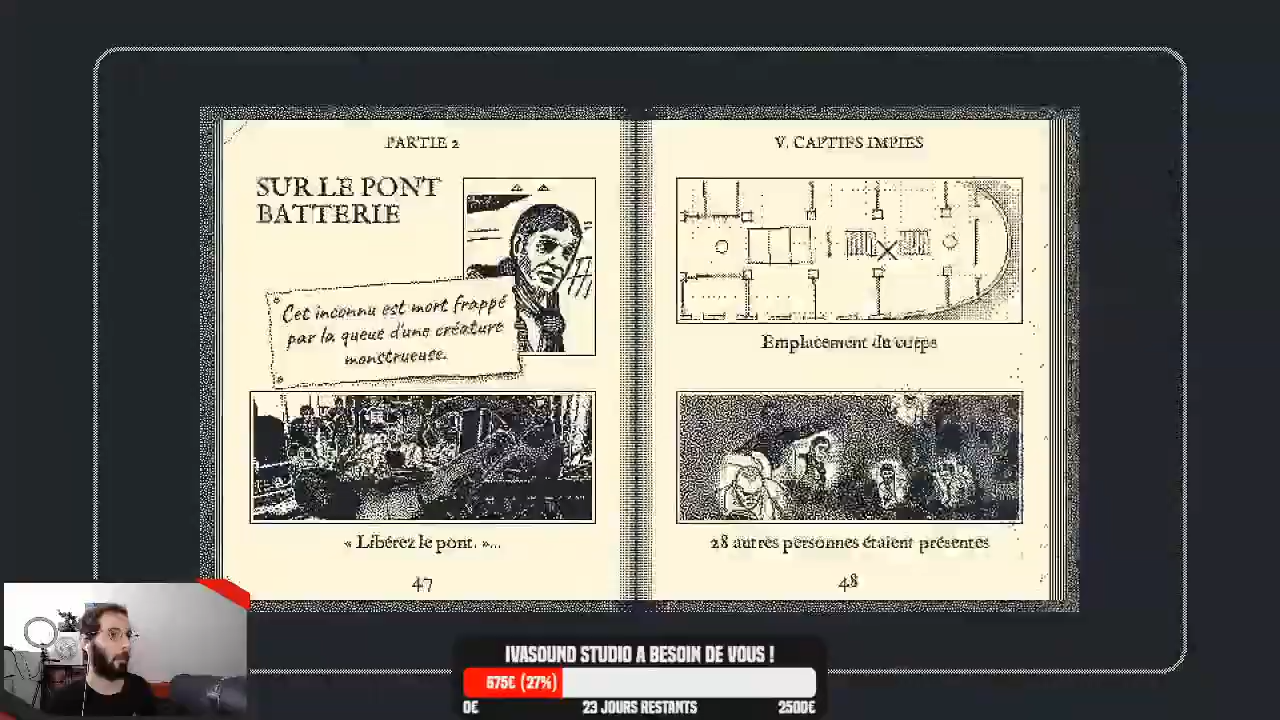 PARTIE 2
SUR LE PONT
BATTERIE
Cet inconnu est mort frappé
par la queue d'une créature
monstrueuse.
« Libérez le pont. »...
47
V. CAPTIFS IMPIES
Emplacement du corps
28 autres personnes étaient présentes
48
IVASOUND STUDIO A BESOIN DE VOUS !
675€ (27%)
0€
23 JOURS RESTANTS
2500€